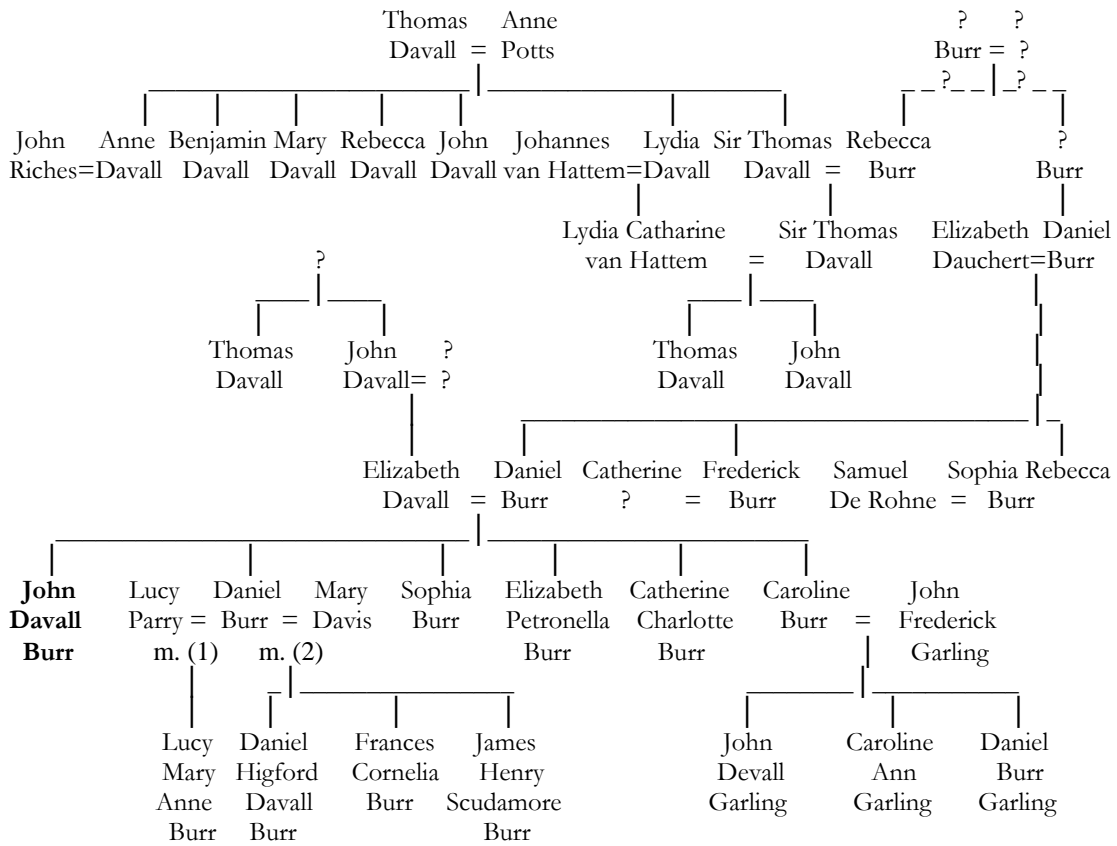 Thomas Anne ? ?
Davall = Potts Burr = ?
? ?
John Anne Benjamin Mary Rebecca John Johannes Lydia Sir Thomas Rebecca ?
Riches=Davall Davall Davall Davall Davall van Hattem=Davall Davall = Burr Burr
Lydia Catharine Sir Thomas Elizabeth Daniel
? van Hattem = Davall Dauchert=Burr
Thomas John ? Thomas John
Davall Davall= ? Davall Davall
Elizabeth Daniel Catherine Frederick Samuel Sophia Rebecca
Davall = Burr ? = Burr De Rohne = Burr
John Lucy Daniel Mary Sophia Elizabeth Catherine Caroline John
Davall Parry = Burr = Davis Burr Petronella Charlotte Burr = Frederick
Burr m. (1) m. (2) Burr Burr Garling
Lucy Daniel Frances James John Caroline Daniel
Mary Higford Cornelia Henry Devall Ann Burr
Anne Davall Burr Scudamore Garling Garling Garling
Burr Burr Burr